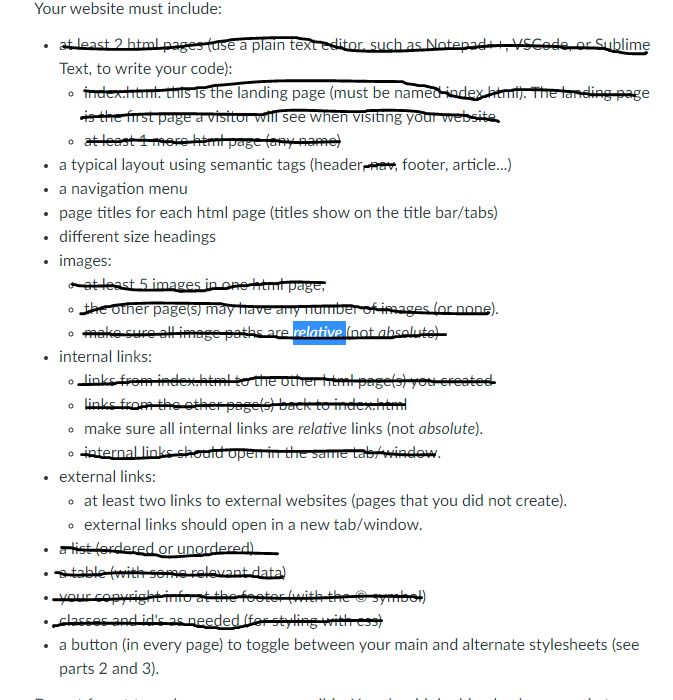 Your website must include:
at least 2 html pages (use a plain text editor, such as Notepad++, VSCode, or Sublime
Text, to write your code):
index.html: this is the landing page (must be named index.html). The landing page
is the first page a visitor will see when visiting your website.
at least 1 more html page (any name)
a typical layout using semantic tags (header, nav, footer, article...)
a navigation menu
page titles for each html page (titles show on the title bar/tabs)
different size headings
images:
at least 5 images in one html page,
the other page(s) may have any number of images (or none).
make sure all image paths are relative (not absolute)
internal links:
links from index.html to the other html page(s) you created
links from the other page(s) back to index.html
make sure all internal links are relative links (not absolute).
internal links should open in the same tab/window.
external links:
at least two links to external websites (pages that you did not create).
external links should open in a new tab/window.
a list (ordered or unordered)
a table (with some relevant data)
your copyright info at the footer (with the © symbol)
classes and id's as needed (for styling with css)
a button (in every page) to toggle between your main and alternate stylesheets (see
parts 2 and 3).